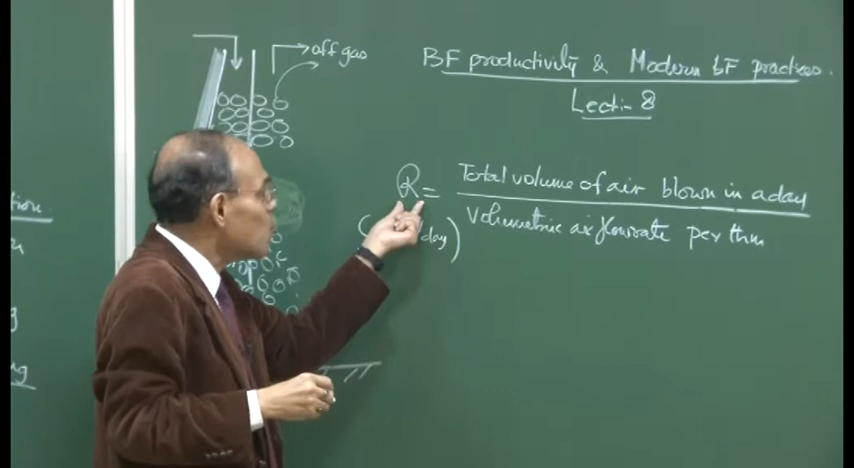 off gas
BF productivity & Modern BF practices.
Lect:- 8
R = Total volume of air blown in a day
Volumetric air flowrate per thm
day)